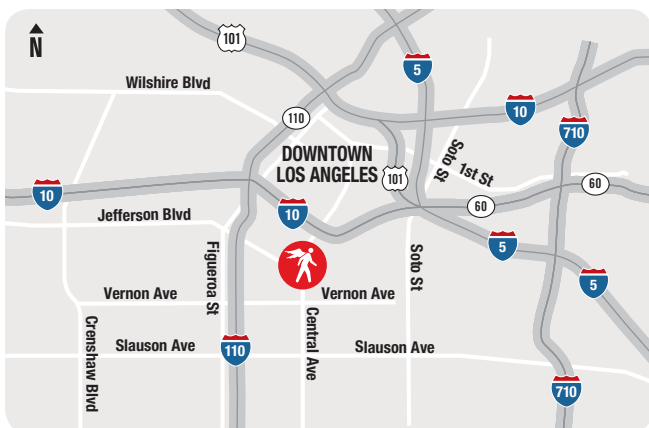 N
101
Wilshire Blvd
5
110
10
710
DOWNTOWN
LOS ANGELES
Soto St
1st St
101
60
10
60
10
Jefferson Blvd
Figueroa St
Soto St
5
5
Vernon Ave
Vernon Ave
Crenshaw Blvd
Slauson Ave
110
Central Ave
Slauson Ave
710